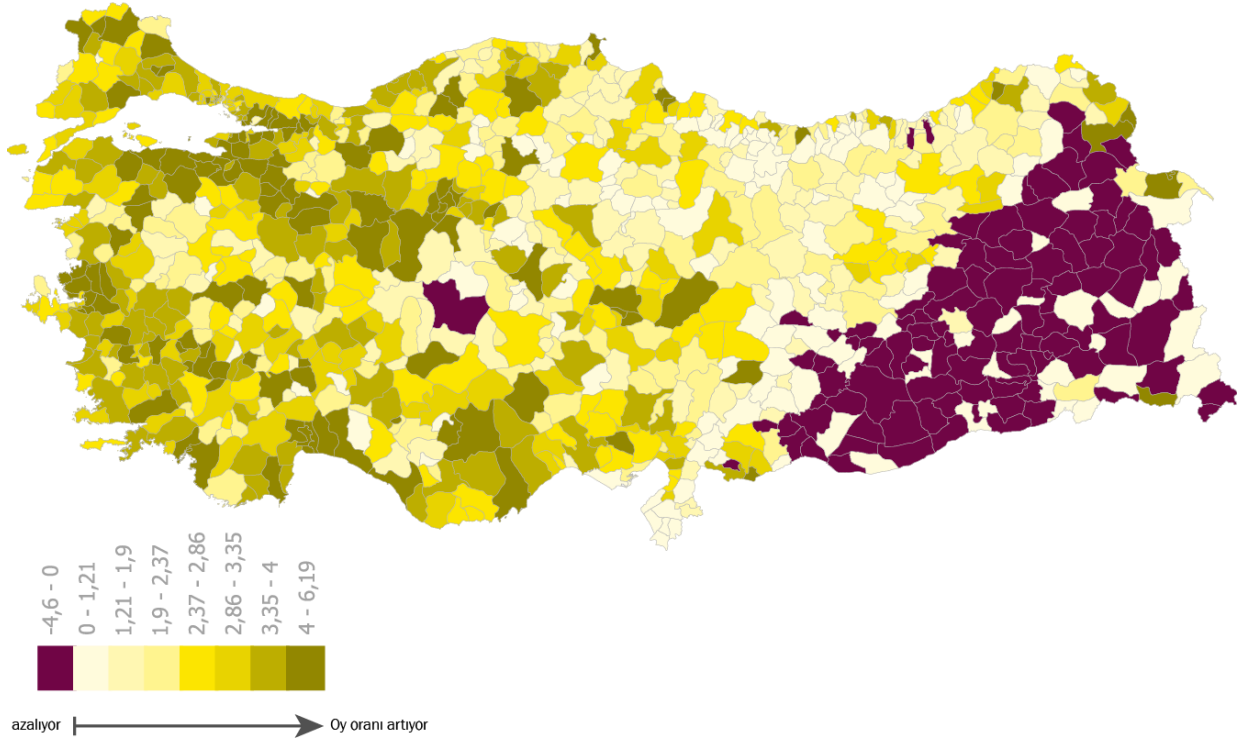 -4,6 - 0
0 - 1,21
1,21 - 1,9
1,9 - 2,37
2,37 - 2,86
2,86 - 3,35
3,35 - 4
4 - 6,19
azalıyor
Oy oranı artıyor